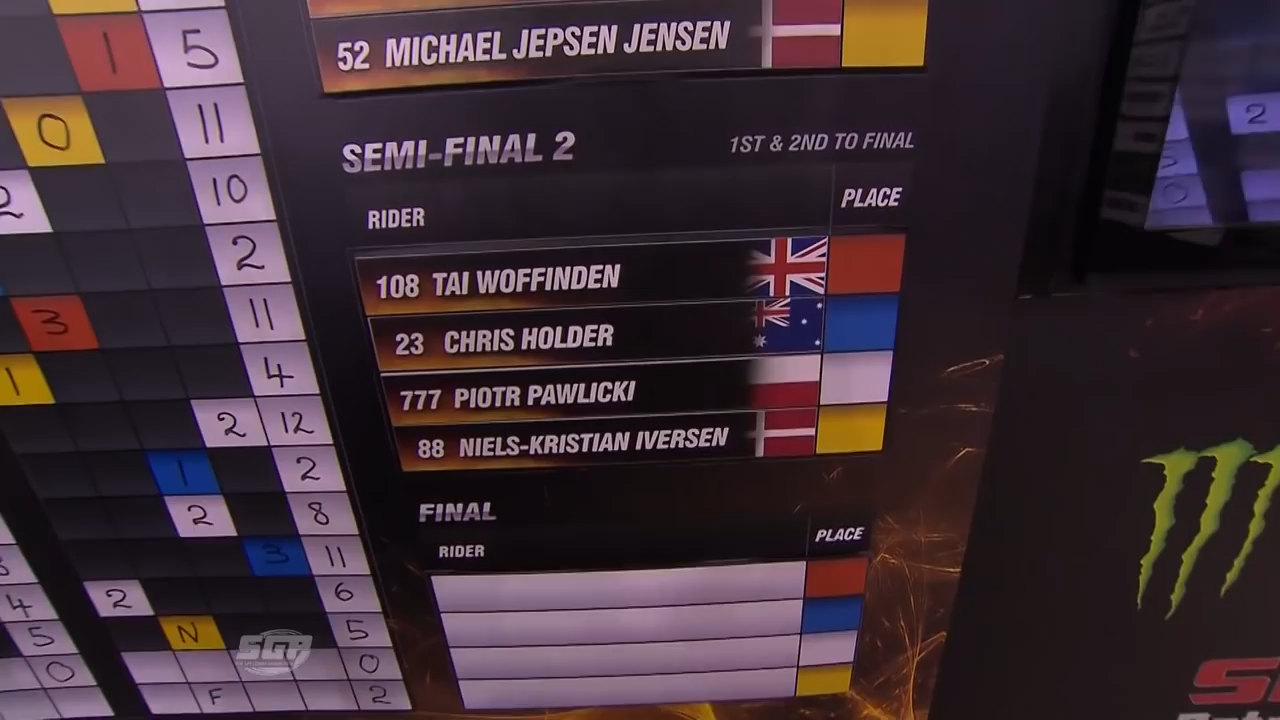 52 MICHAEL JEPSEN JENSEN
SEMI-FINAL 2
1ST & 2ND TO FINAL
RIDER
PLACE
108 TAI WOFFINDEN
23 CHRIS HOLDER
777 PIOTR PAWLICKI
88 NIELS-KRISTIAN IVERSEN
FINAL
RIDER
PLACE
1 5
0 11
2 10
2
3 11
1 4
2 12
1 2
2 8
3 11
4 2 6
5 N 5
0 0
F 2
SGP
2